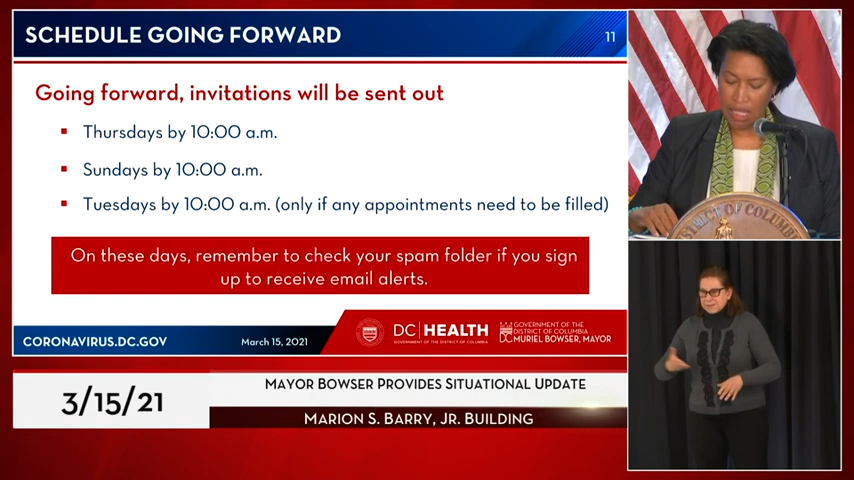 SCHEDULE GOING FORWARD
11
Going forward, invitations will be sent out
Thursdays by 10:00 a.m.
Sundays by 10:00 a.m.
Tuesdays by 10:00 a.m. (only if any appointments need to be filled)
On these days, remember to check your spam folder if you sign
up to receive email alerts.
CORONAVIRUS.DC.GOV
March 15, 2021
DC HEALTH
GOVERNMENT OF THE DISTRICT OF COLUMBIA
GOVERNMENT OF THE
DISTRICT OF COLUMBIA
MURIEL BOWSER, MAYOR
3/15/21
MAYOR BOWSER PROVIDES SITUATIONAL UPDATE
MARION S. BARRY, JR. BUILDING
DISTRICT OF COLUMB